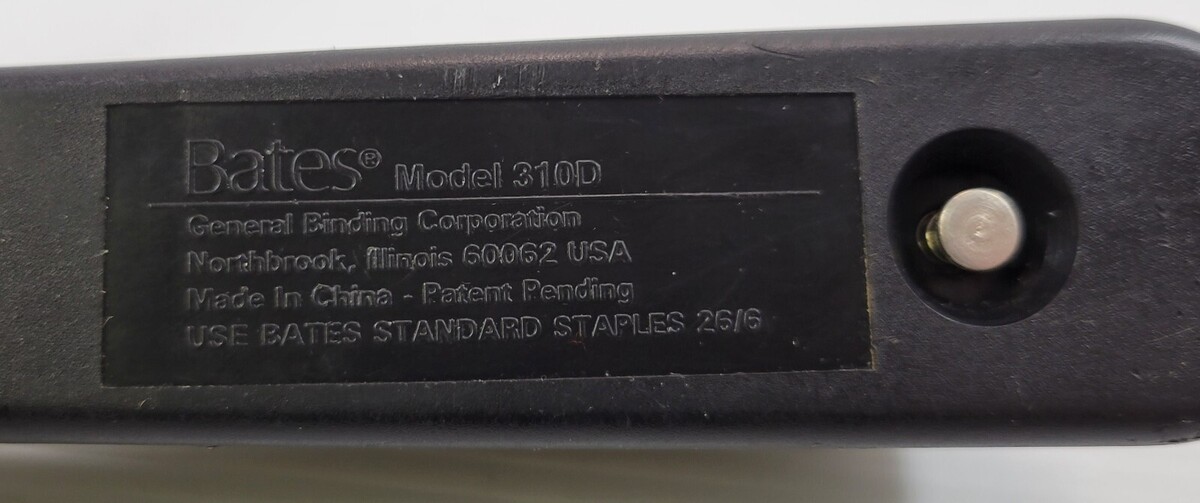 Bates® Model 310D
General Binding Corporation
Northbrook, Illinois 60062 USA
Made In China - Patent Pending
USE BATES STANDARD STAPLES 26/6